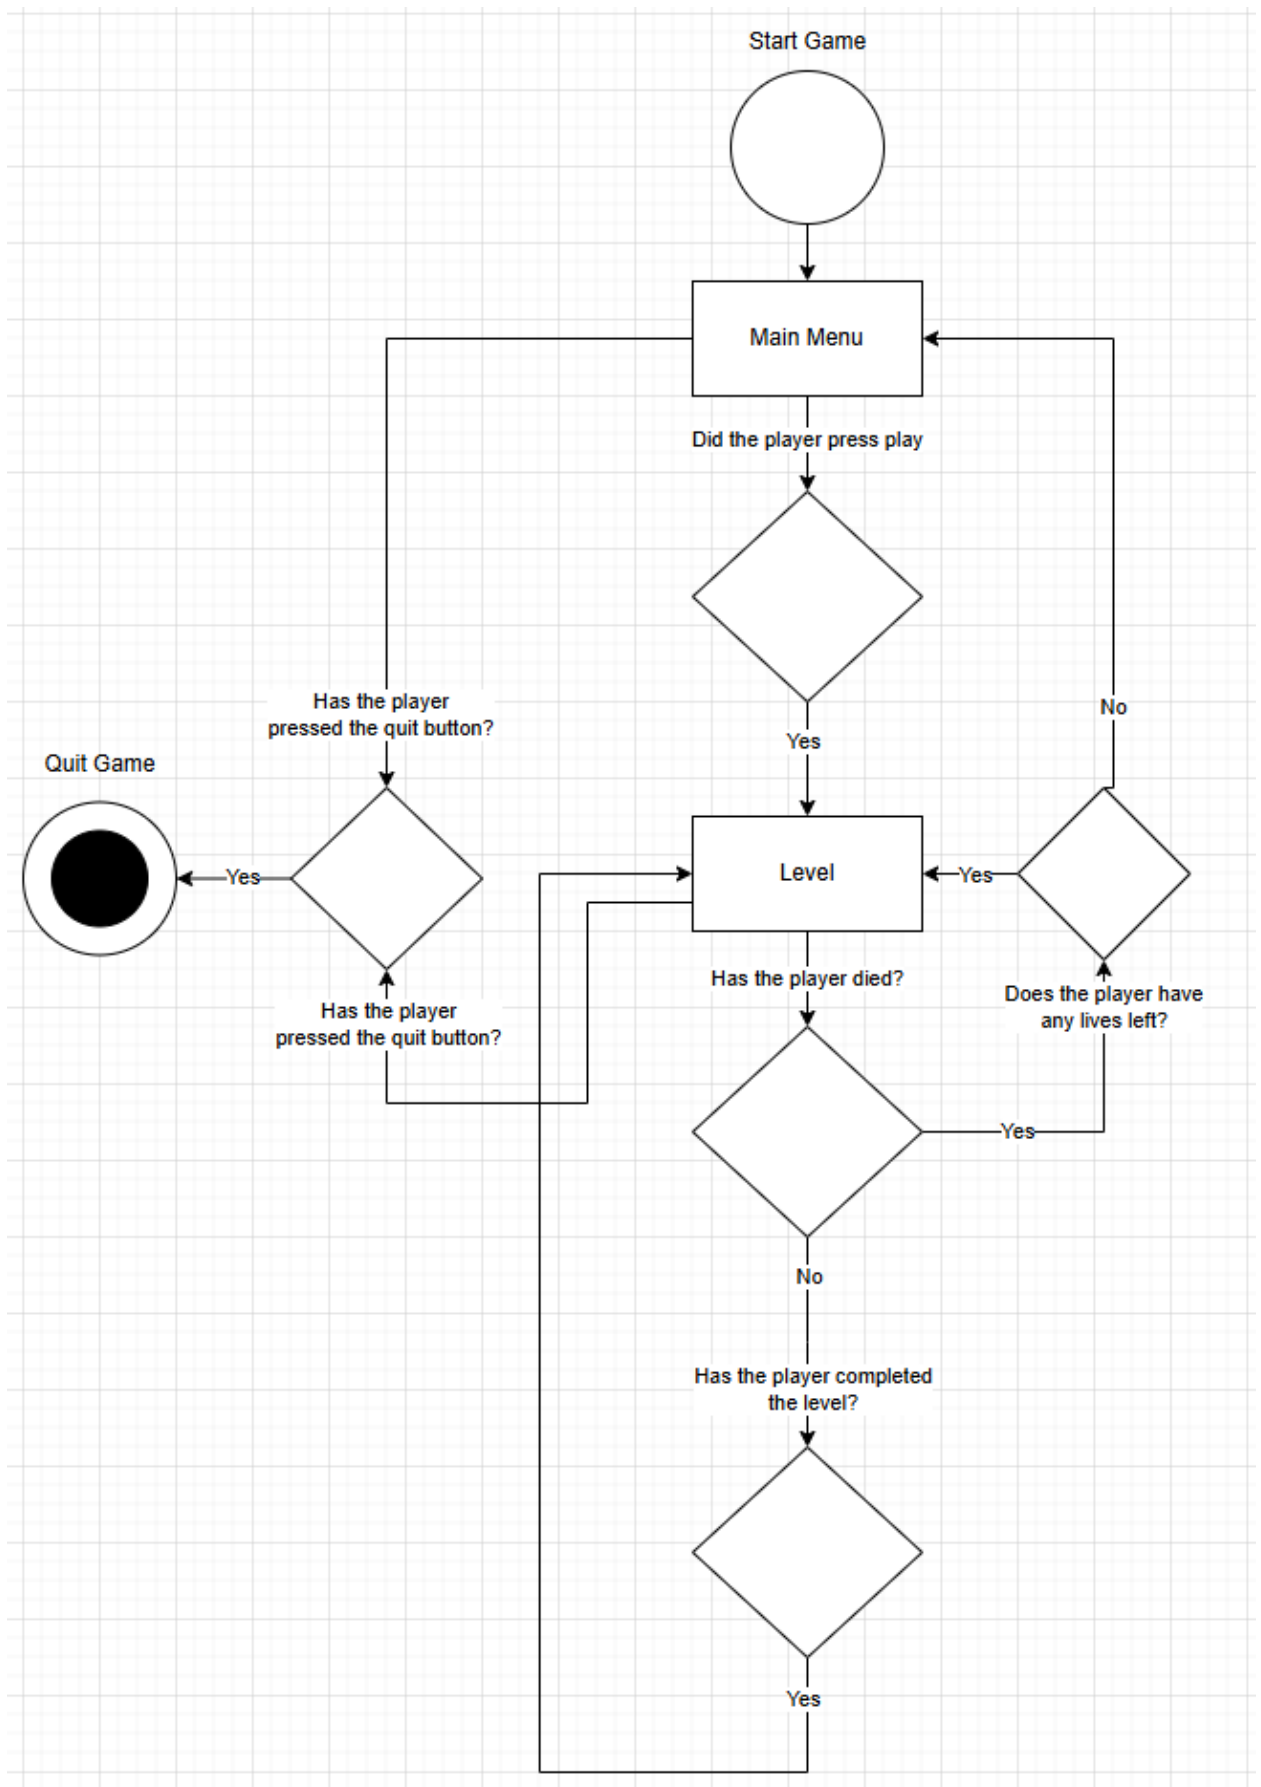 Start Game
Main Menu
Did the player press play
Has the player
pressed the quit button?
No
Yes
Quit Game
Level
Yes
Yes
Has the player died?
Does the player have
any lives left?
Has the player
pressed the quit button?
Yes
No
Has the player completed
the level?
Yes